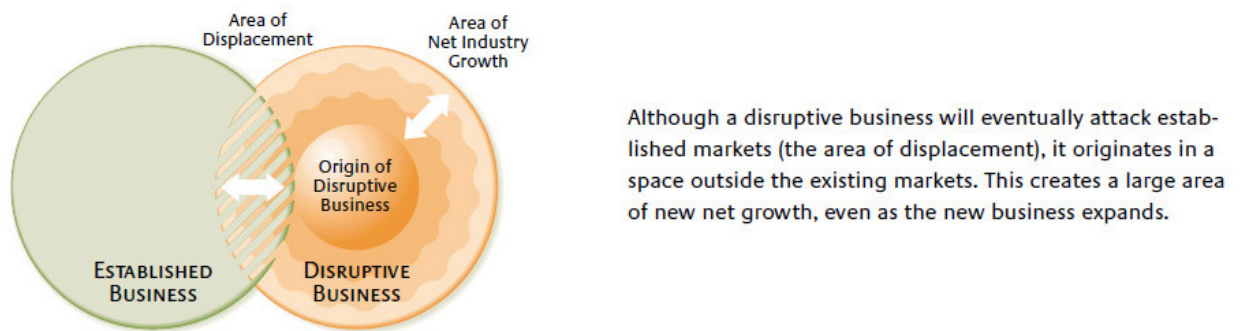 Area of
Displacement
Area of
Net Industry
Growth
Origin of
Disruptive
Business
ESTABLISHED
BUSINESS
DISRUPTIVE
BUSINESS
Although a disruptive business will eventually attack estab-
lished markets (the area of displacement), it originates in a
space outside the existing markets. This creates a large area
of new net growth, even as the new business expands.